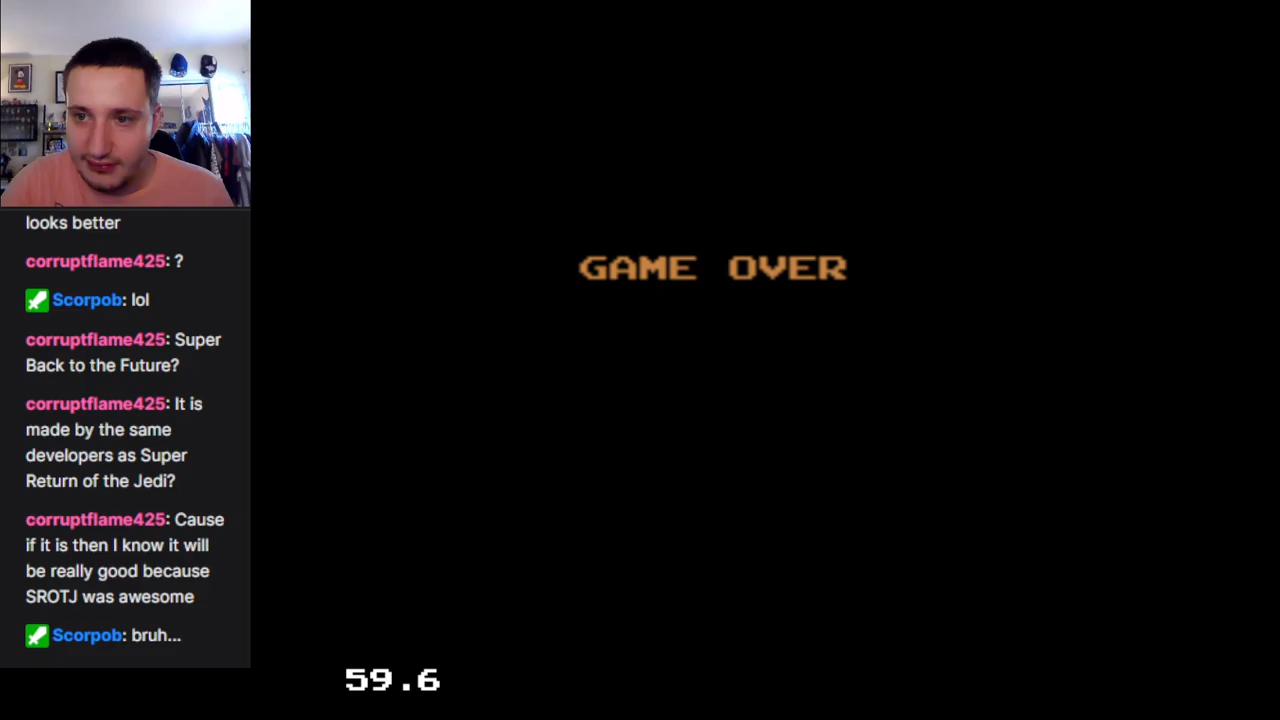 looks better
corruptflame425: ?
Scorpob: lol
corruptflame425: Super
Back to the Future?
corruptflame425: It is
made by the same
developers as Super
Return of the Jedi?
corruptflame425: Cause
if it is then I know it will
be really good because
SROTJ was awesome
Scorpob: bruh...
GAME OVER
59.6